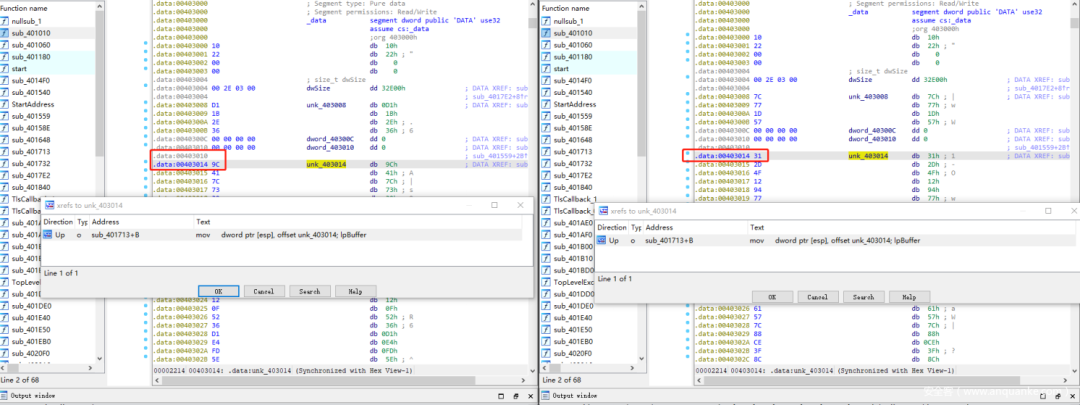 Function name
nullsub_1
sub_401010
sub_401060
sub_401180
start
sub_4014F0
sub_401540
StartAddress
sub_401559
sub_40158E
sub_401648
sub_401713
sub_401732
sub_4017E2
sub_401840
TlsCallback_1
TlsCallback_
sub_401A
sub_401A
sub_401B
sub_401B
TopLevelE
sub_401D
sub_401DE0
sub_401E40
sub_401E50
sub_401EB0
sub_4020F0
Line 2 of 68
Output window
.data:00403000 ; Segment type: Pure data
.data:00403000 ; Segment permissions: Read/Write
.data:00403000 _data segment dword public 'DATA' use32
.data:00403000 assume cs:_data
.data:00403000 ;org 403000h
.data:00403000 10 db 10h
.data:00403001 22 db 22h ; "
.data:00403002 00 db 0
.data:00403003 00 db 0
.data:00403004 ; size_t dwSize
.data:00403004 00 2E 03 00 dwSize dd 32E00h ; DATA XREF: sub
.data:00403004 ; sub_4017E2+8fr
.data:00403008 D1 unk_403008 db 0D1h ; DATA XREF: sub
.data:00403009 1B db 1Bh
.data:0040300A 2E db 2Eh ; .
.data:0040300B 36 db 36h ; 6
.data:0040300C 00 00 00 00 dword_40300C dd 0 ; DATA XREF: sub
.data:00403010 00 00 00 00 dword_403010 dd 0 ; DATA XREF: sub
.data:00403010 ; sub_401559+28f
.data:00403014 9C unk_403014 db 9Ch ; DATA XREF: sub
.data:00403015 41 db 41h ; A
.data:00403016 7C db 7Ch ; |
.data:00403017 73 db 73h ; s
xrefs to unk_403014
Direction Typ Address Text
Up o sub_401713+B mov dword ptr [esp], offset unk_403014; lpBuffer
Line 1 of 1
OK Cancel Search Help
.data:00403024 12 db 12h
.data:00403025 0F db 0Fh
.data:00403026 52 db 52h ; R
.data:00403027 36 db 36h ; 6
.data:00403028 D1 db 0D1h
.data:00403029 E4 db 0E4h
.data:0040302A FD db 0FDh
.data:0040302B 5E db 5Eh ; ^
00002214 00403014: .data:unk_403014 (Synchronized with Hex View-1)
Function name
nullsub_1
sub_401010
sub_401060
sub_401180
start
sub_4014F0
sub_401540
StartAddress
sub_401559
sub_40158E
sub_401648
sub_401713
sub_401732
sub_4017E2
sub_401840
TlsCallback_1
TlsCallback_0
sub_401AE0
sub_401AF0
sub_401B10
sub_401BD0
TopLevelExc
sub_401DD0
sub_401DE0
sub_401E40
sub_401E50
sub_401EB0
sub_4020F0
Line 2 of 68
Output window
.data:00403000 ; Segment permissions: Read/Write
.data:00403000 _data segment dword public 'DATA' use32
.data:00403000 assume cs:_data
.data:00403000 ;org 403000h
.data:00403000 10 db 10h
.data:00403001 22 db 22h ; "
.data:00403002 00 db 0
.data:00403003 00 db 0
.data:00403004 ; size_t dwSize
.data:00403004 00 2E 03 00 dwSize dd 32E00h ; DATA XREF: sub
.data:00403004 ; sub_4017E2+8fr
.data:00403008 7C unk_403008 db 7Ch ; | ; DATA XREF: sub
.data:00403009 77 db 77h ; w
.data:0040300A 1D db 1Dh
.data:0040300B 57 db 57h ; W
.data:0040300C 00 00 00 00 dword_40300C dd 0 ; DATA XREF: sub
.data:00403010 00 00 00 00 dword_403010 dd 0 ; DATA XREF: sub
.data:00403010 ; sub_401559+28f
.data:00403014 31 unk_403014 db 31h ; 1 ; DATA XREF: sub
.data:00403015 2D db 2Dh ; -
.data:00403016 4F db 4Fh ; O
.data:00403017 12 db 12h
.data:00403018 94 db 94h
.data:00403019 77 db 77h ; w
xrefs to unk_403014
Direction Typ Address Text
Up o sub_401713+B mov dword ptr [esp], offset unk_403014; lpBuffer
Line 1 of 1
OK Cancel Search Help
.data:00403026 61 db 61h ; a
.data:00403027 57 db 57h ; W
.data:00403028 7C db 7Ch ; |
.data:00403029 88 db 88h
.data:0040302A CE db 0CEh
.data:0040302B 3F db 3Fh ; ?
.data:0040302C 8C db 8Ch
00002214 00403014: .data:unk_403014 (Synchronized with Hex View-1)